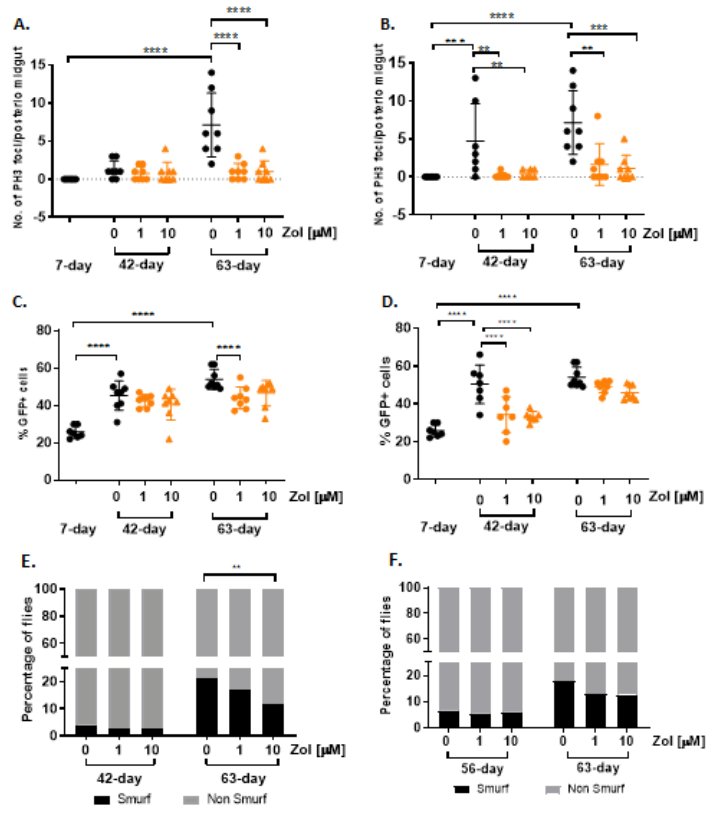 A.
****
****
****
No. of PH3 foci/posterio midgut
15
10
5
0
-5
0 1 10 0 1 10 Zol [µM]
7-day 42-day 63-day
B.
****
***
***
**
**
**
No. of PH3 foci/posterio midgut
15
10
5
0
-5
0 1 10 0 1 10 Zol [µM]
7-day 42-day 63-day
C.
****
****
****
% GFP+ cells
80
60
40
20
0
0 1 10 0 1 10 Zol [µM]
7-day 42-day 63-day
D.
****
****
****
****
% GFP+ cells
80
60
40
20
0
0 1 10 0 1 10 Zol [µM]
7-day 42-day 63-day
E.
**
Percentage of flies
100
80
60
20
10
0
0 1 10 0 1 10 Zol [µM]
42-day 63-day
Smurf Non Smurf
F.
Percentage of flies
100
80
60
20
10
0
0 1 10 0 1 10 Zol [µM]
56-day 63-day
Smurf Non Smurf